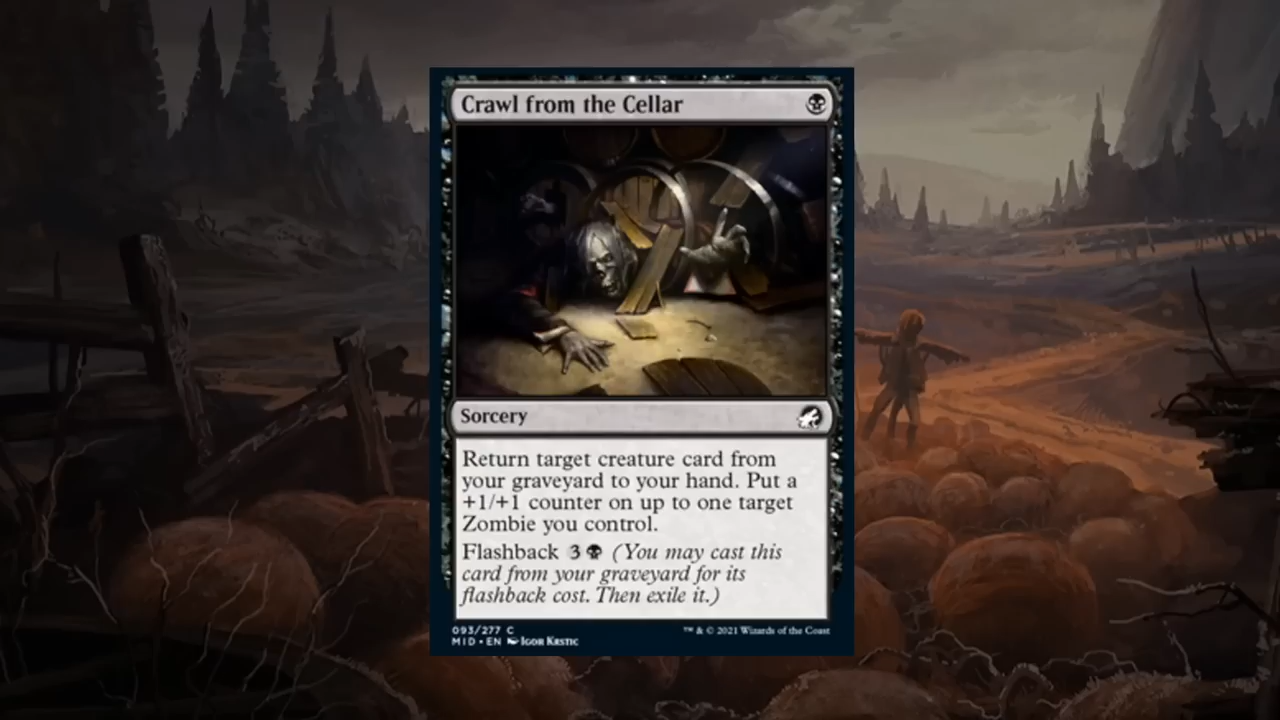 Crawl from the Cellar
Sorcery
Return target creature card from
your graveyard to your hand. Put a
+1/+1 counter on up to one target
Zombie you control.
Flashback 3 (You may cast this
card from your graveyard for its
flashback cost. Then exile it.)
093/277 C
MID • EN Igor Krstic
™ & © 2021 Wizards of the Coast